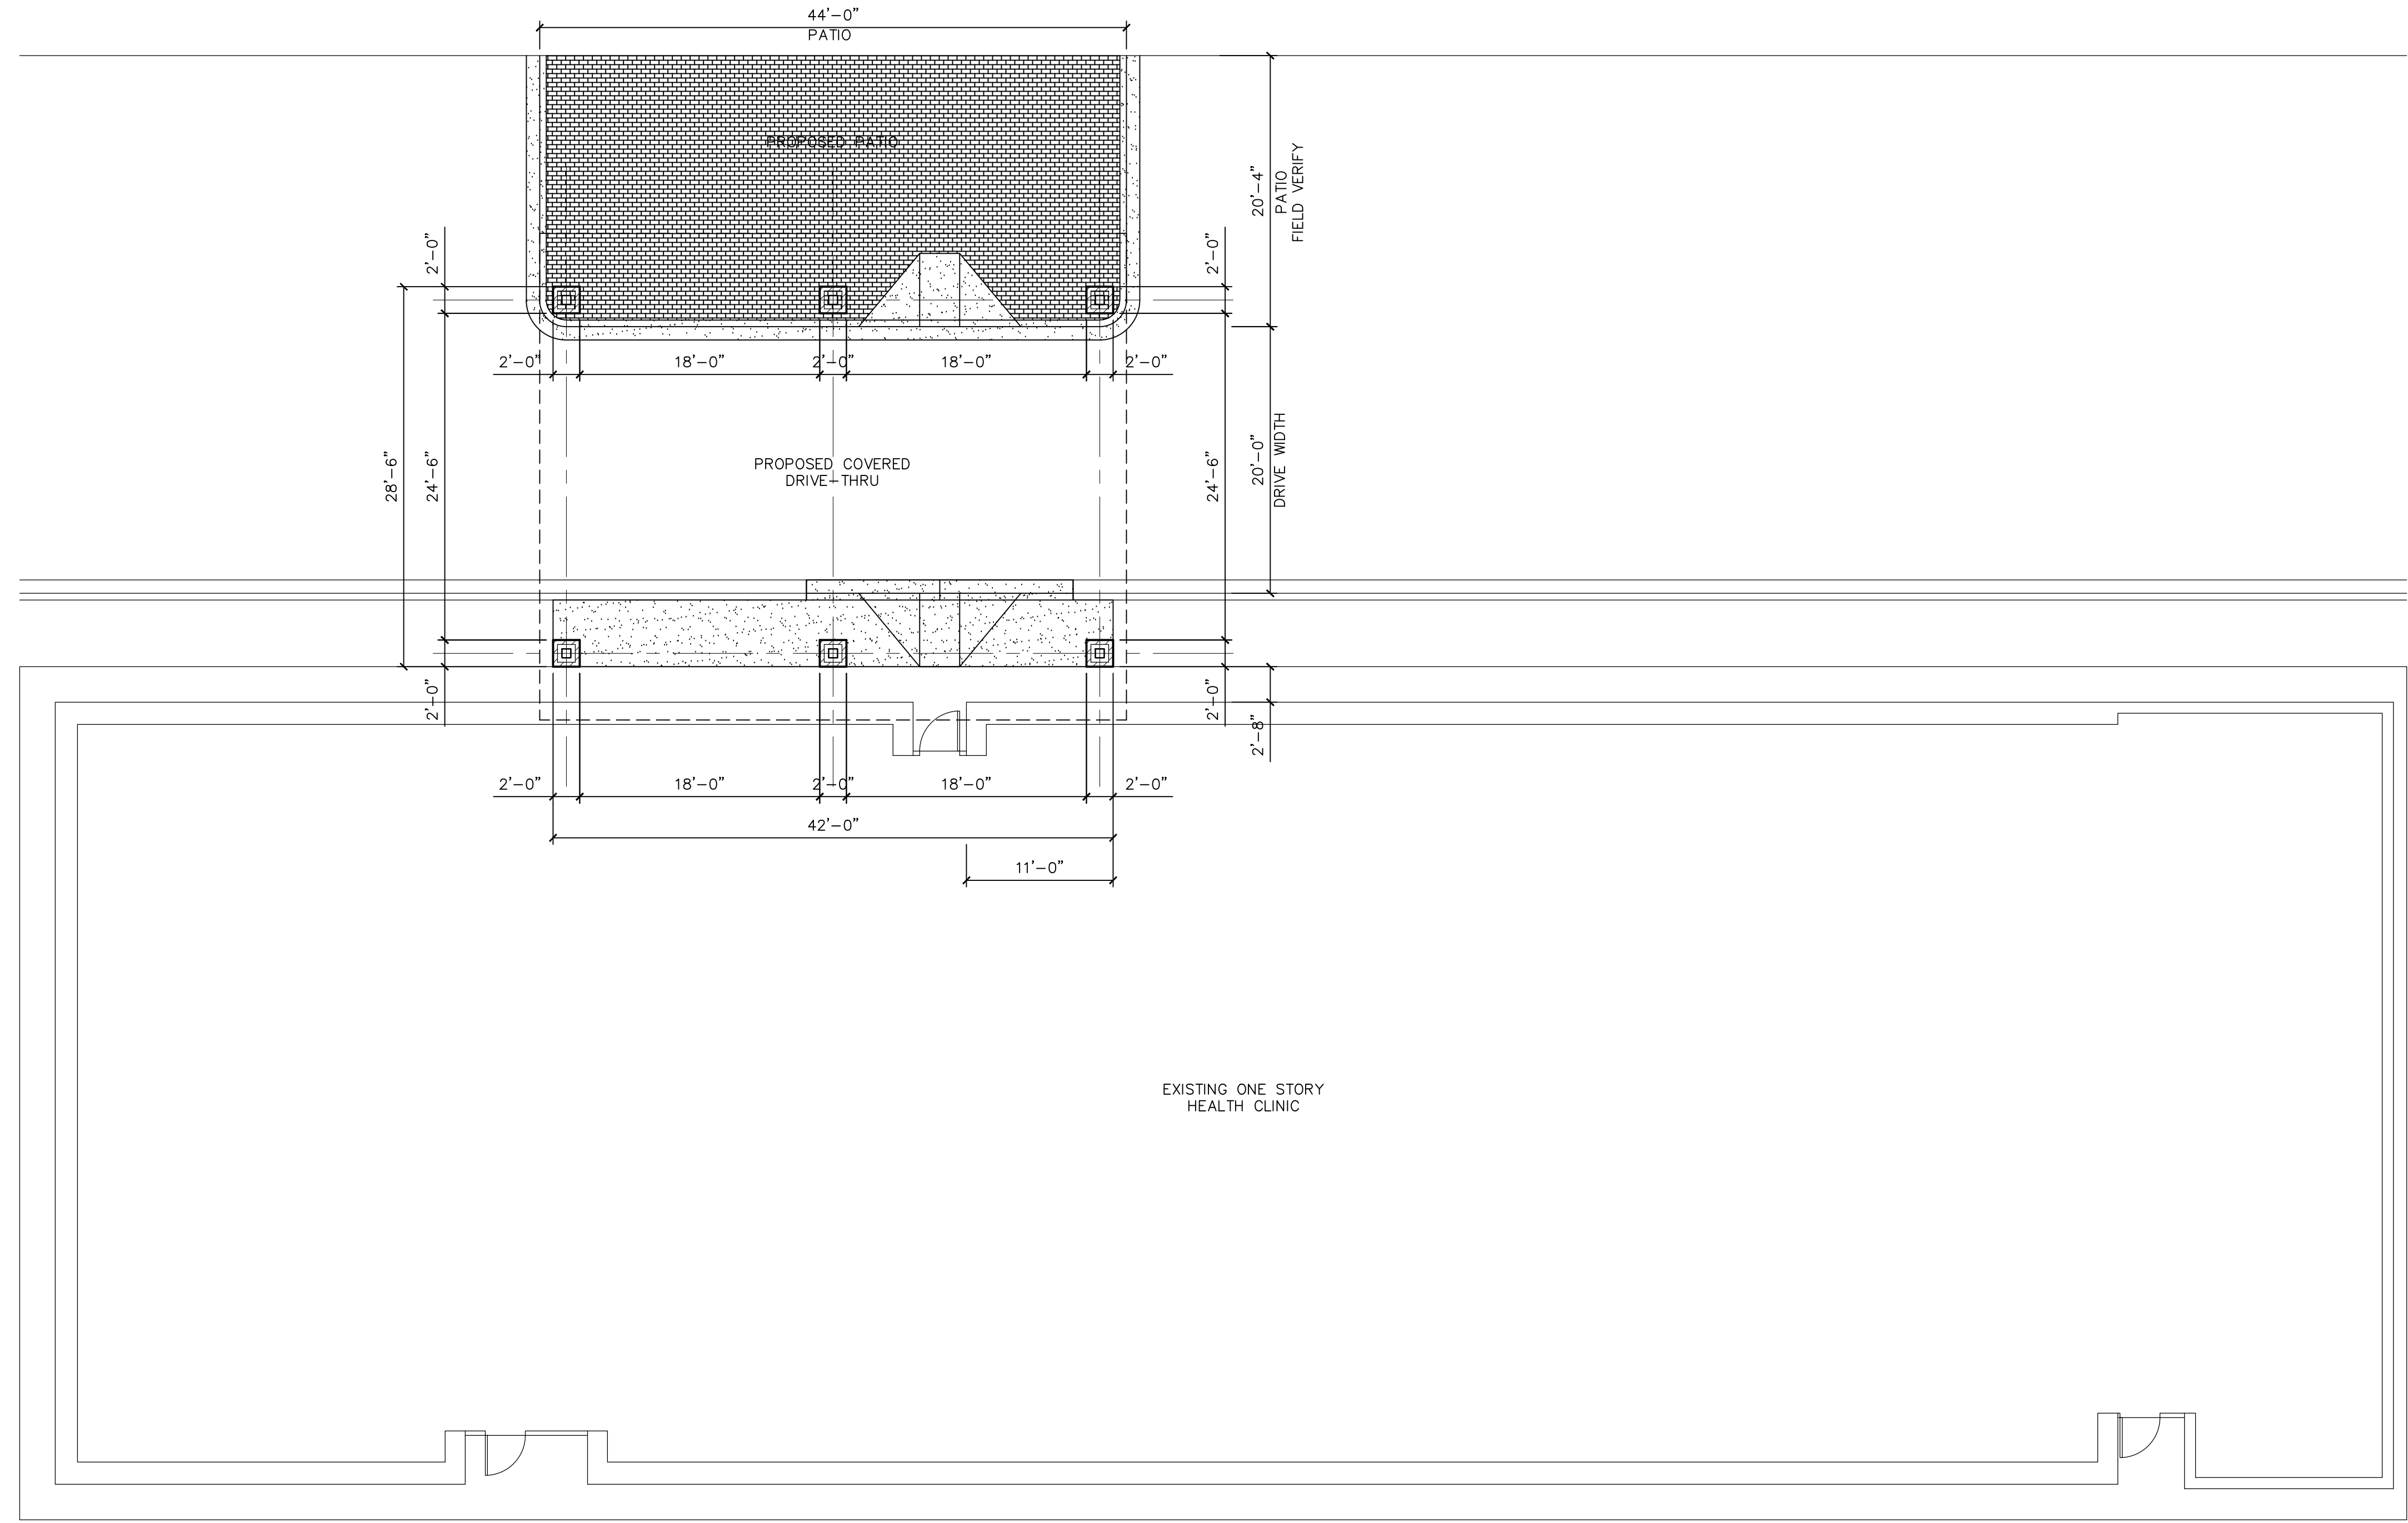 44'-0"
PATIO
PROPOSED PATIO
20'-4"
PATIO
FIELD VERIFY
2'-0"
2'-0"
2'-0"
18'-0"
2'-0"
18'-0"
2'-0"
28'-6"
24'-6"
PROPOSED COVERED
DRIVE-THRU
24'-6"
20'-0"
DRIVE WIDTH
2'-0"
2'-0"
2'-8"
2'-0"
18'-0"
2'-0"
18'-0"
2'-0"
42'-0"
11'-0"
EXISTING ONE STORY
HEALTH CLINIC